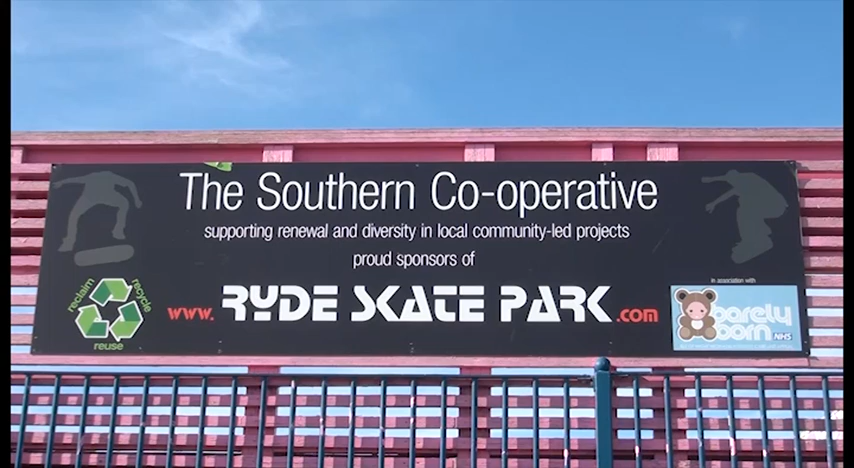 The Southern Co-operative
supporting renewal and diversity in local community-led projects
proud sponsors of
www. RYDE SKATE PARK .com
reclaim
recycle
reuse
in association with
barely
born
NHS